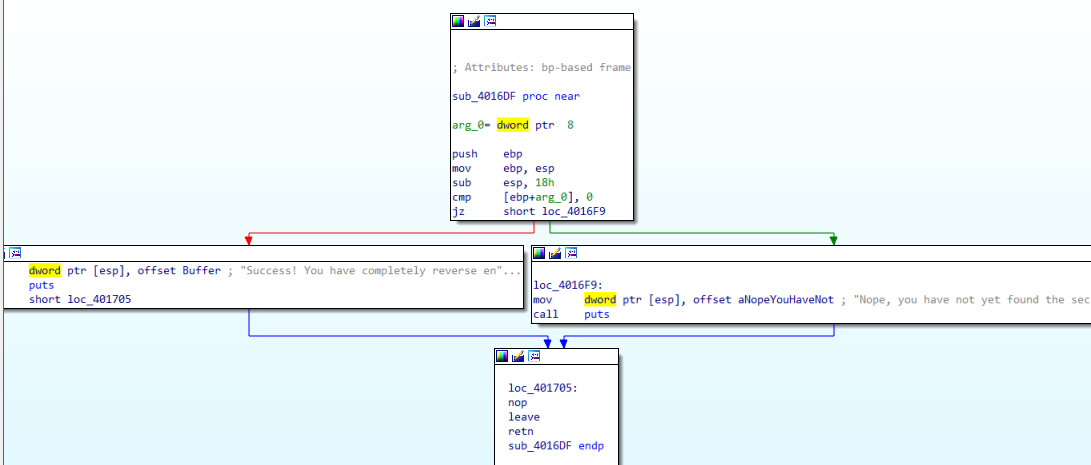 ; Attributes: bp-based frame
sub_4016DF proc near
arg_0= dword ptr  8
push    ebp
mov     ebp, esp
sub     esp, 18h
cmp     [ebp+arg_0], 0
jz      short loc_4016F9
dword ptr [esp], offset Buffer ; "Success! You have completely reverse en"...
puts
short loc_401705
loc_4016F9:
mov     dword ptr [esp], offset aNopeYouHaveNot ; "Nope, you have not yet found the sec
call    puts
loc_401705:
nop
leave
retn
sub_4016DF endp